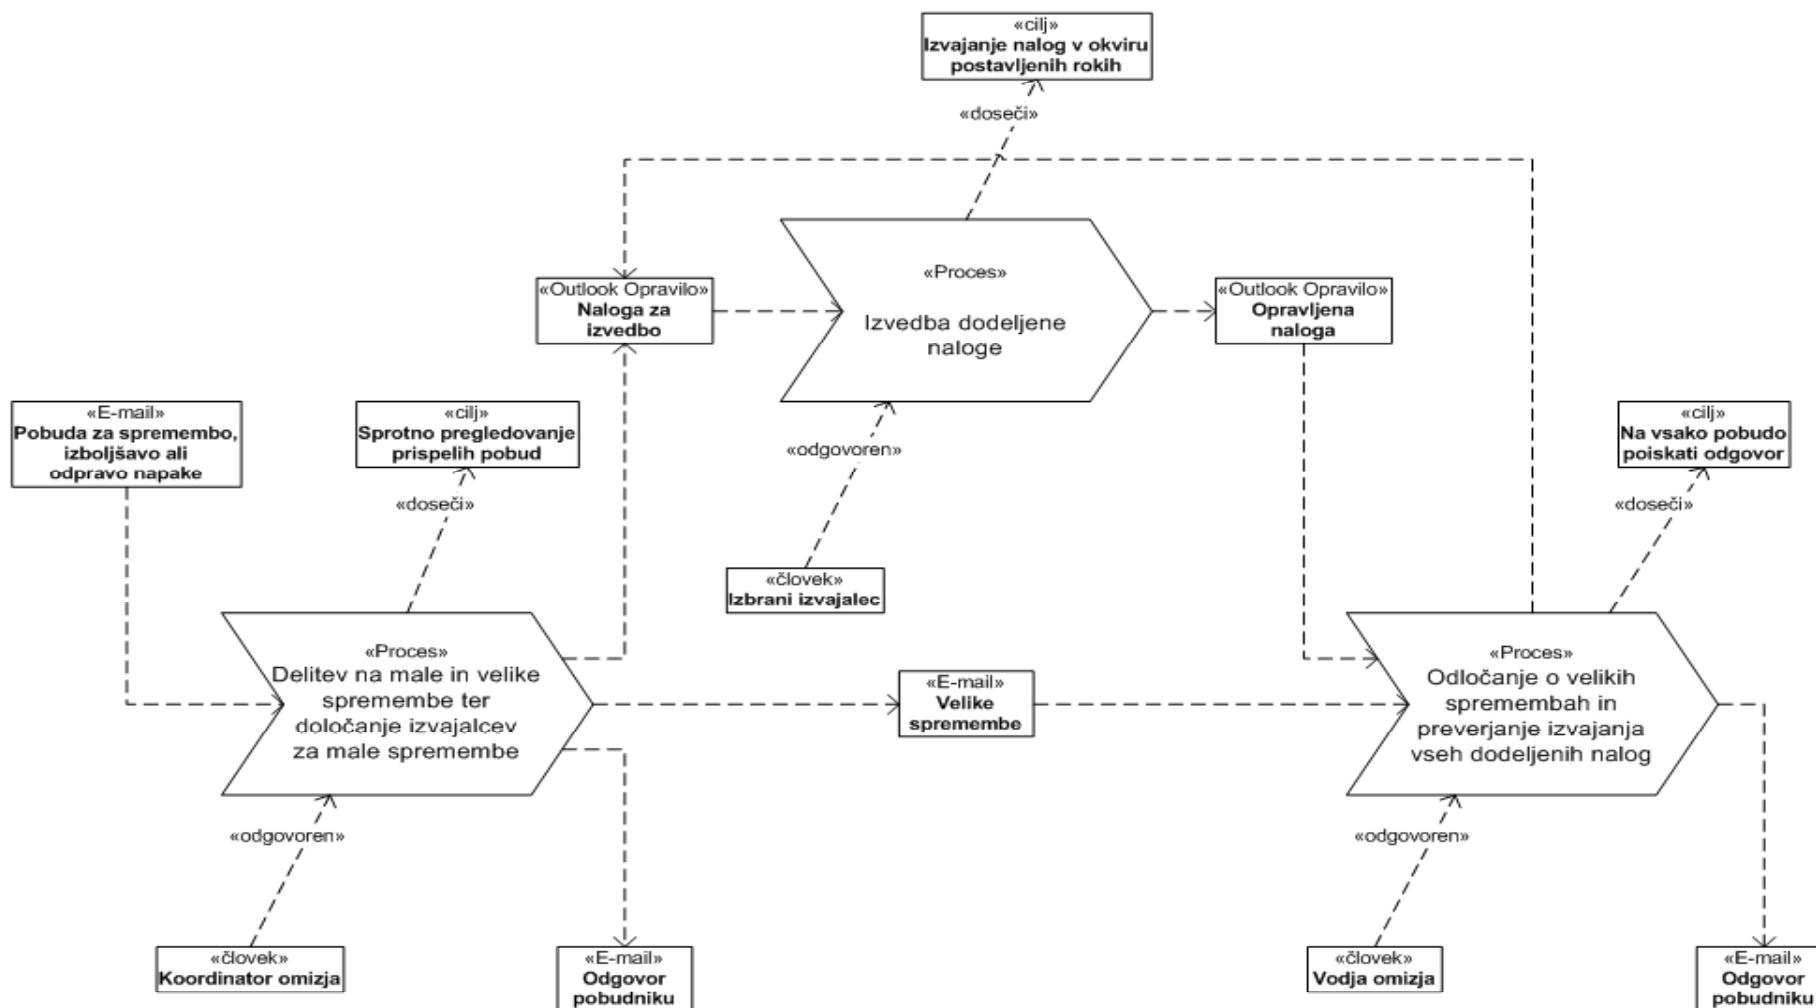 «cilj»
Izvajanje nalog v okviru
postavljenih rokih
«doseči»
«Proces»
Izvedba dodeljene
naloge
«Outlook Opravilo»
Naloga za
izvedbo
«Outlook Opravilo»
Opravljena
naloga
«E-mail»
Pobuda za spremembo,
izboljšavo ali
odpravo napake
«cilj»
Sprotno pregledovanje
prispelih pobud
«doseči»
«odgovoren»
«človek»
Izbrani izvajalec
«cilj»
Na vsako pobudo
poiskati odgovor
«doseči»
«Proces»
Delitev na male in velike
spremembe ter
določanje izvajalcev
za male spremembe
«E-mail»
Velike
spremembe
«Proces»
Odločanje o velikih
spremembah in
preverjanje izvajanja
vseh dodeljenih nalog
«odgovoren»
«odgovoren»
«človek»
Koordinator omizja
«E-mail»
Odgovor
pobudniku
«človek»
Vodja omizja
«E-mail»
Odgovor
pobudniku